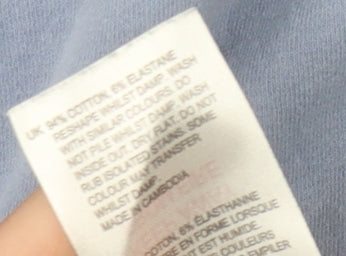 UK: 94% COTTON, 6% ELASTANE
RESHAPE WHILST DAMP. WASH
WITH SIMILAR COLOURS. DO
NOT PILE WHILST DAMP. WASH
INSIDE OUT. DRY FLAT. DO NOT
RUB ISOLATED STAINS. SOME
COLOUR MAY TRANSFER
WHILST DAMP.
MADE IN CAMBODIA
COTTON, 6% ÉLASTHANNE
EN FORME LORSQUE
EST HUMIDE.
COULEURS
EMPILER